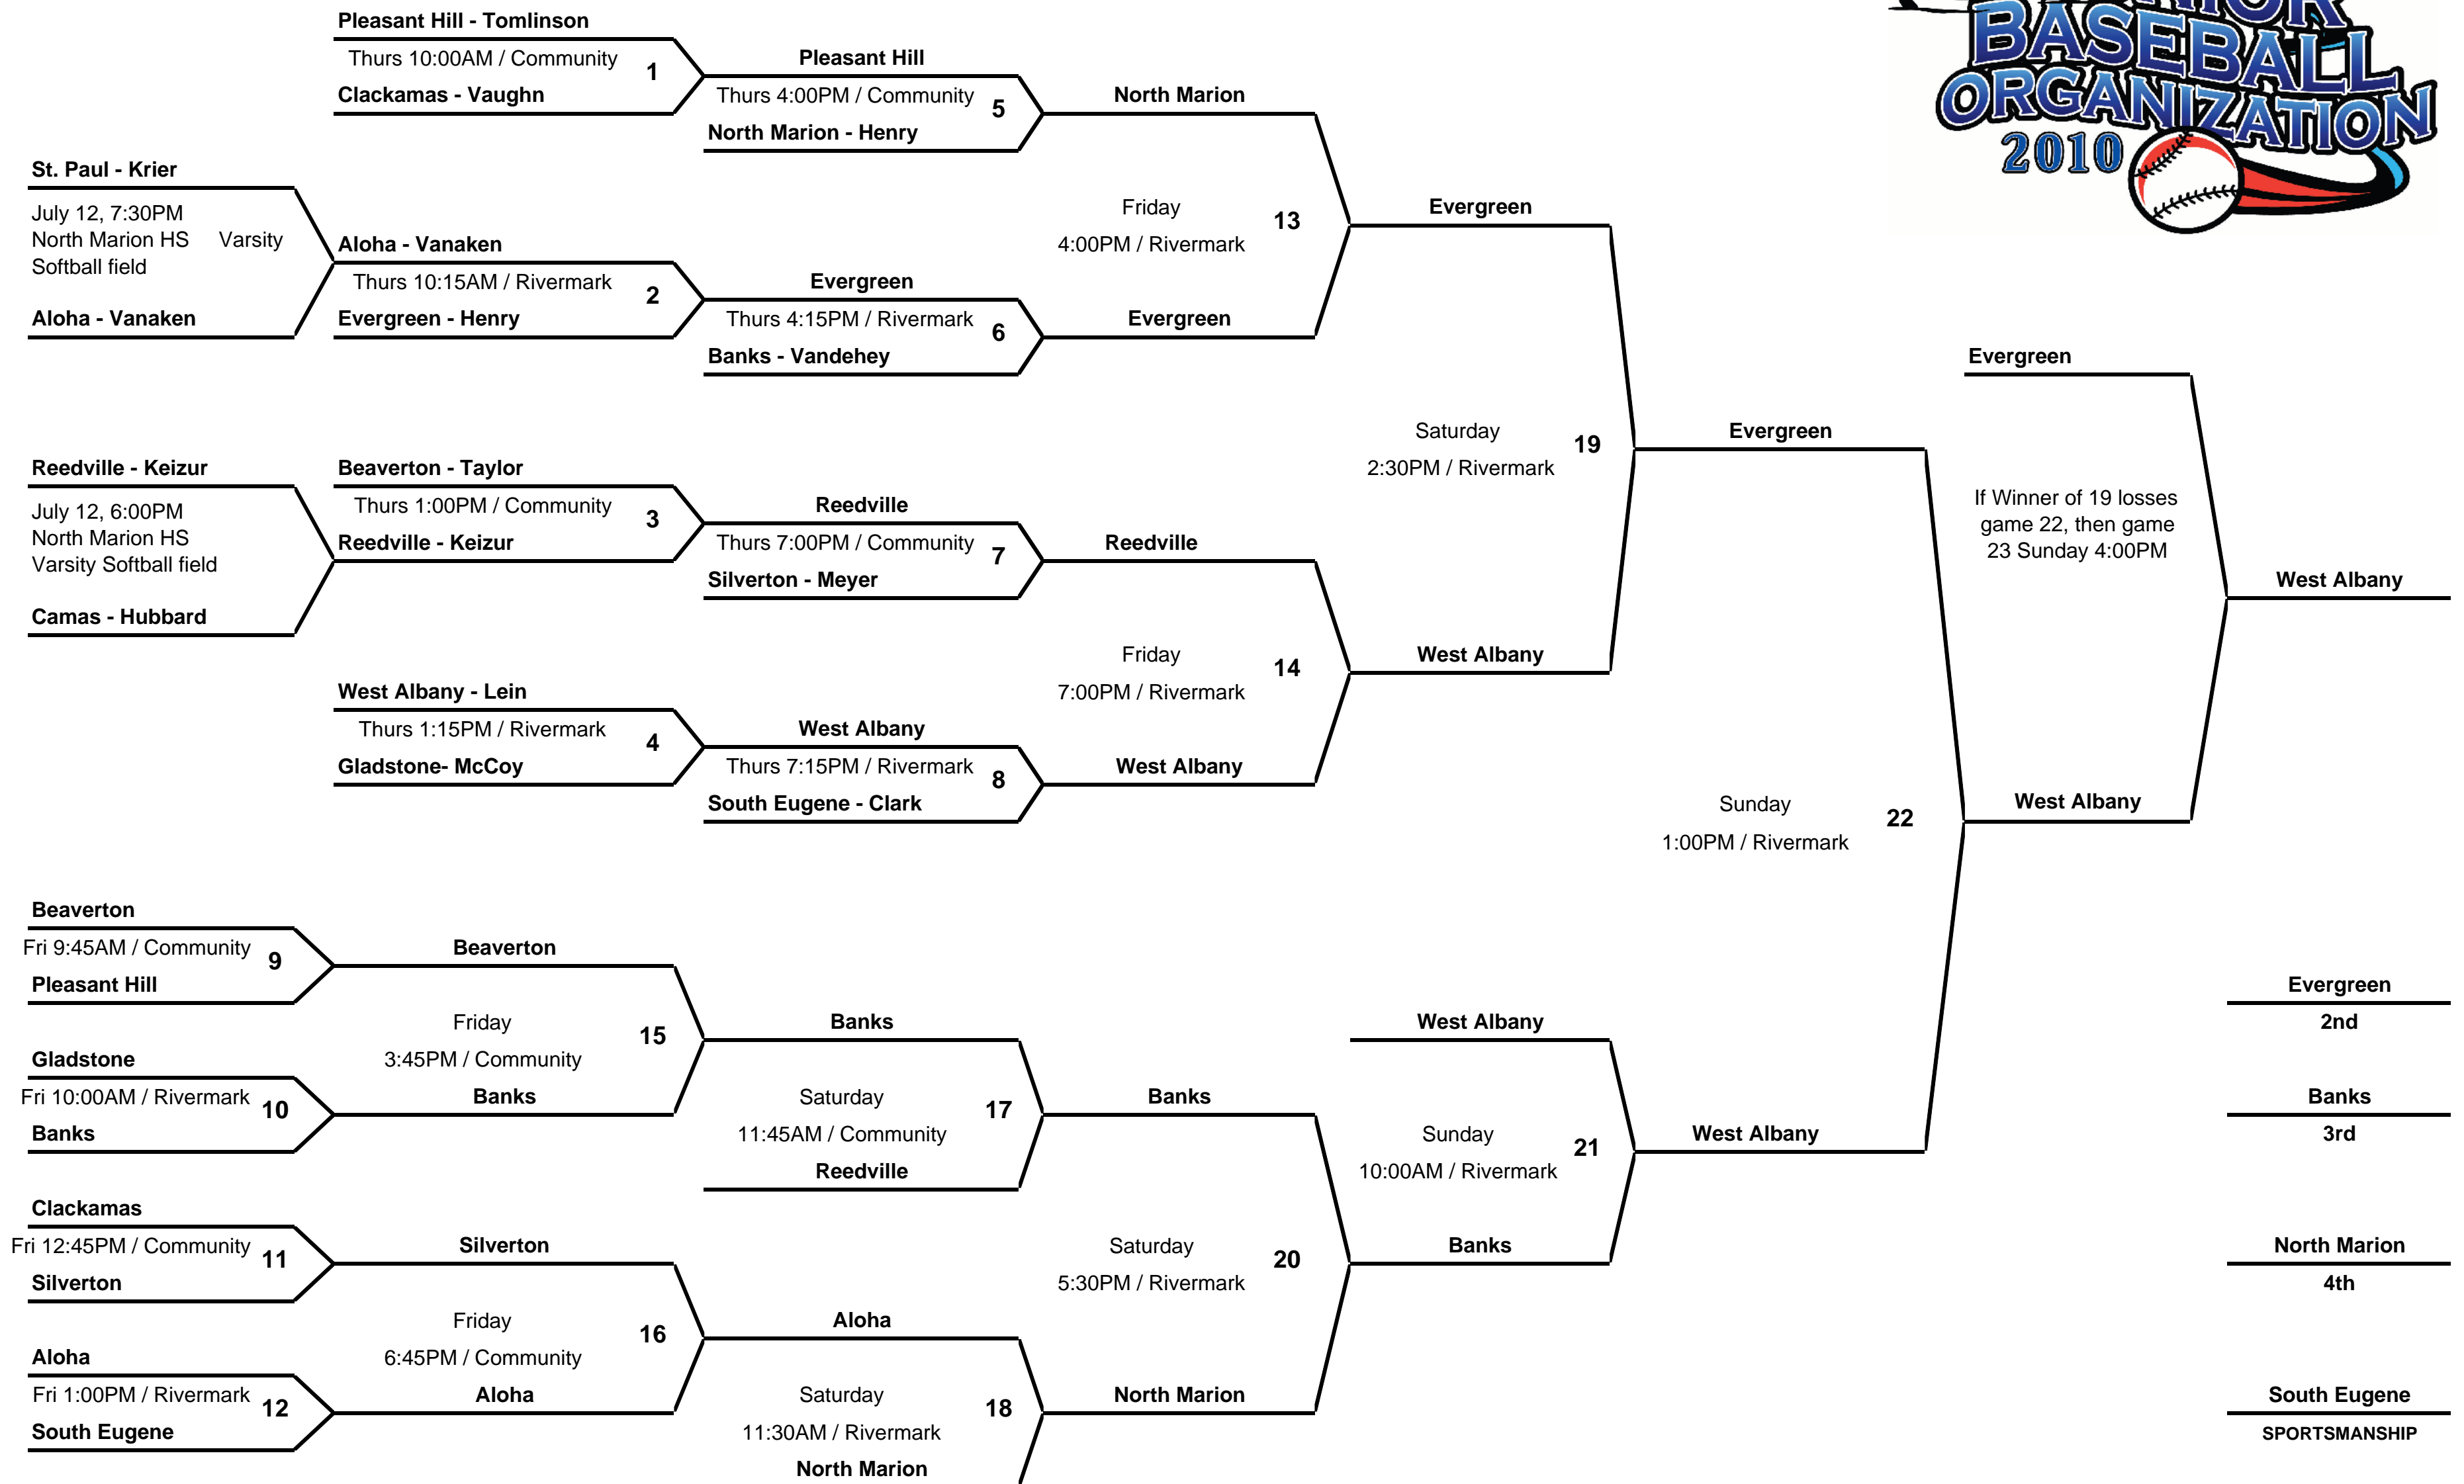 Pleasant Hill - Tomlinson
Thurs 10:00AM / Community
1
Clackamas - Vaughn
Pleasant Hill
Thurs 4:00PM / Community
5
North Marion - Henry
North Marion
BASEBALL
ORGANIZATION
2010
St. Paul - Krier
July 12, 7:30PM
North Marion HS Varsity
Softball field
Aloha - Vanaken
Aloha - Vanaken
Thurs 10:15AM / Rivermark
2
Evergreen - Henry
Evergreen
Thurs 4:15PM / Rivermark
6
Banks - Vandehey
Friday
13
4:00PM / Rivermark
Evergreen
Evergreen
Reedville - Keizur
July 12, 6:00PM
North Marion HS
Varsity Softball field
Camas - Hubbard
Beaverton - Taylor
Thurs 1:00PM / Community
3
Reedville - Keizur
Reedville
Thurs 7:00PM / Community
7
Silverton - Meyer
Reedville
West Albany - Lein
Thurs 1:15PM / Rivermark
4
Gladstone- McCoy
West Albany
Thurs 7:15PM / Rivermark
8
South Eugene - Clark
Friday
14
7:00PM / Rivermark
West Albany
West Albany
Saturday
19
2:30PM / Rivermark
Evergreen
Sunday
22
1:00PM / Rivermark
Evergreen
If Winner of 19 losses
game 22, then game
23 Sunday 4:00PM
West Albany
West Albany
Beaverton
Fri 9:45AM / Community
9
Pleasant Hill
Gladstone
Fri 10:00AM / Rivermark
10
Banks
Clackamas
Fri 12:45PM / Community
11
Silverton
Aloha
Fri 1:00PM / Rivermark
12
South Eugene
Beaverton
Friday
15
3:45PM / Community
Banks
Silverton
Friday
16
6:45PM / Community
Aloha
Banks
Saturday
17
11:45AM / Community
Reedville
Aloha
Saturday
18
11:30AM / Rivermark
North Marion
Banks
Saturday
20
5:30PM / Rivermark
North Marion
West Albany
Sunday
21
10:00AM / Rivermark
Banks
West Albany
Evergreen
2nd
Banks
3rd
North Marion
4th
South Eugene
SPORTSMANSHIP